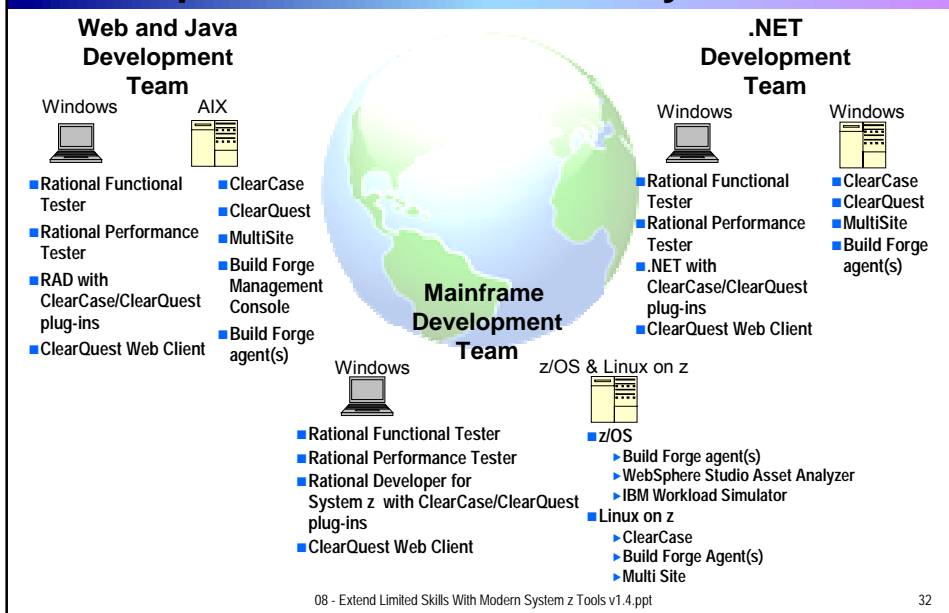 Web and Java
Development
Team
Windows
AIX
Rational Functional
Tester
Rational Performance
Tester
RAD with
ClearCase/ClearQuest
plug-ins
ClearQuest Web Client
ClearCase
ClearQuest
MultiSite
Build Forge
Management
Console
Build Forge
agent(s)
.NET
Development
Team
Windows
Windows
Rational Functional
Tester
Rational Performance
Tester
.NET with
ClearCase/ClearQuest
plug-ins
ClearQuest Web Client
ClearCase
ClearQuest
MultiSite
Build Forge
agent(s)
Mainframe
Development
Team
Windows
z/OS & Linux on z
Rational Functional Tester
Rational Performance Tester
Rational Developer for
System z with ClearCase/ClearQuest
plug-ins
ClearQuest Web Client
z/OS
Build Forge agent(s)
WebSphere Studio Asset Analyzer
IBM Workload Simulator
Linux on z
ClearCase
Build Forge Agent(s)
Multi Site
08 - Extend Limited Skills With Modern System z Tools v1.4.ppt
32